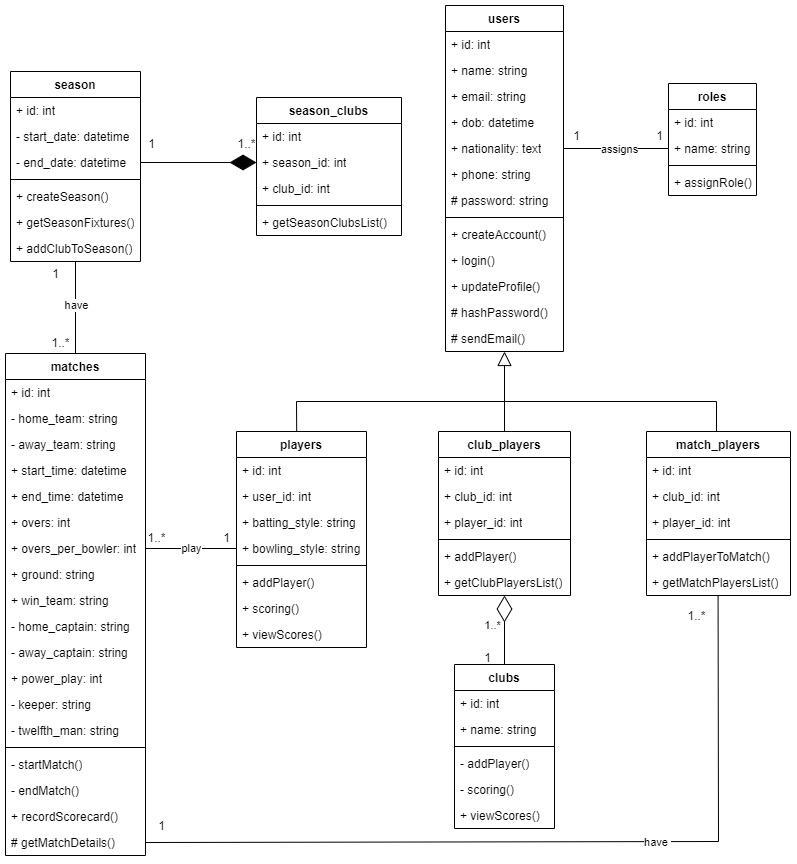 users
+ id: int
+ name: string
+ email: string
+ dob: datetime
+ nationality: text
+ phone: string
# password: string
+ createAccount()
+ login()
+ updateProfile()
# hashPassword()
# sendEmail()
season
+ id: int
- start_date: datetime
- end_date: datetime
+ createSeason()
+ getSeasonFixtures()
+ addClubToSeason()
1
1..*
season_clubs
+ id: int
+ season_id: int
+ club_id: int
+ getSeasonClubsList()
1
assigns
1
roles
+ id: int
+ name: string
+ assignRole()
1
have
1..*
matches
+ id: int
- home_team: string
- away_team: string
+ start_time: datetime
+ end_time: datetime
+ overs: int
+ overs_per_bowler: int
+ ground: string
+ win_team: string
- home_captain: string
- away_captain: string
+ power_play: int
- keeper: string
- twelfth_man: string
- startMatch()
- endMatch()
+ recordScorecard()
# getMatchDetails()
1..*
play
1
players
+ id: int
+ user_id: int
+ batting_style: string
+ bowling_style: string
+ addPlayer()
+ scoring()
+ viewScores()
club_players
+ id: int
+ club_id: int
+ player_id: int
+ addPlayer()
+ getClubPlayersList()
match_players
+ id: int
+ club_id: int
+ player_id: int
+ addPlayerToMatch()
+ getMatchPlayersList()
1..*
1
clubs
+ id: int
+ name: string
- addPlayer()
- scoring()
+ viewScores()
1..*
1
have